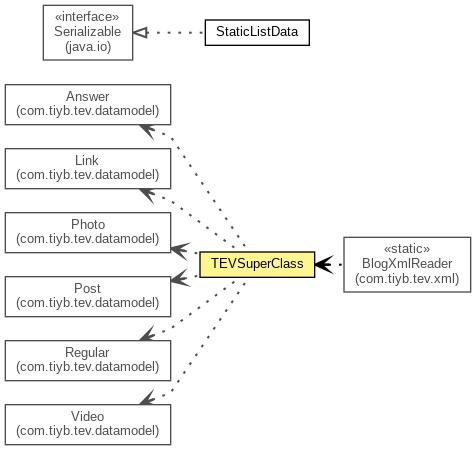 «interface»
Serializable
(java.io)
StaticListData
Answer
(com.tiyb.tev.datamodel)
Link
(com.tiyb.tev.datamodel)
Photo
(com.tiyb.tev.datamodel)
Post
(com.tiyb.tev.datamodel)
Regular
(com.tiyb.tev.datamodel)
Video
(com.tiyb.tev.datamodel)
TEVSuperClass
«static»
BlogXmlReader
(com.tiyb.tev.xml)